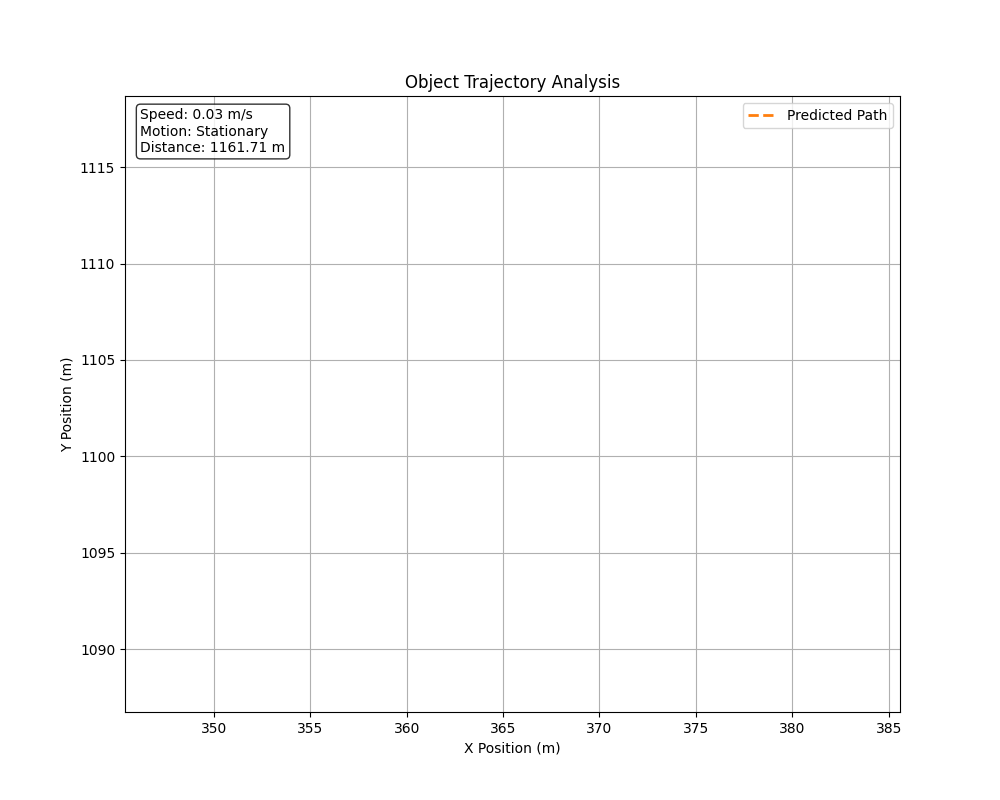 Object Trajectory Analysis
Speed: 0.03 m/s
Motion: Stationary
Distance: 1161.71 m
Predicted Path
1115
1110
1105
1100
1095
1090
Y Position (m)
350 355 360 365 370 375 380 385
X Position (m)